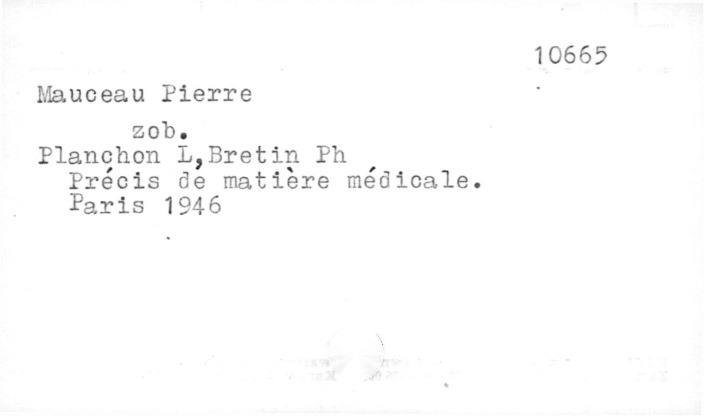 10665
Mauceau Pierre
zob.
Planchon L,Bretin Ph
Précis de matière médicale.
Paris 1946